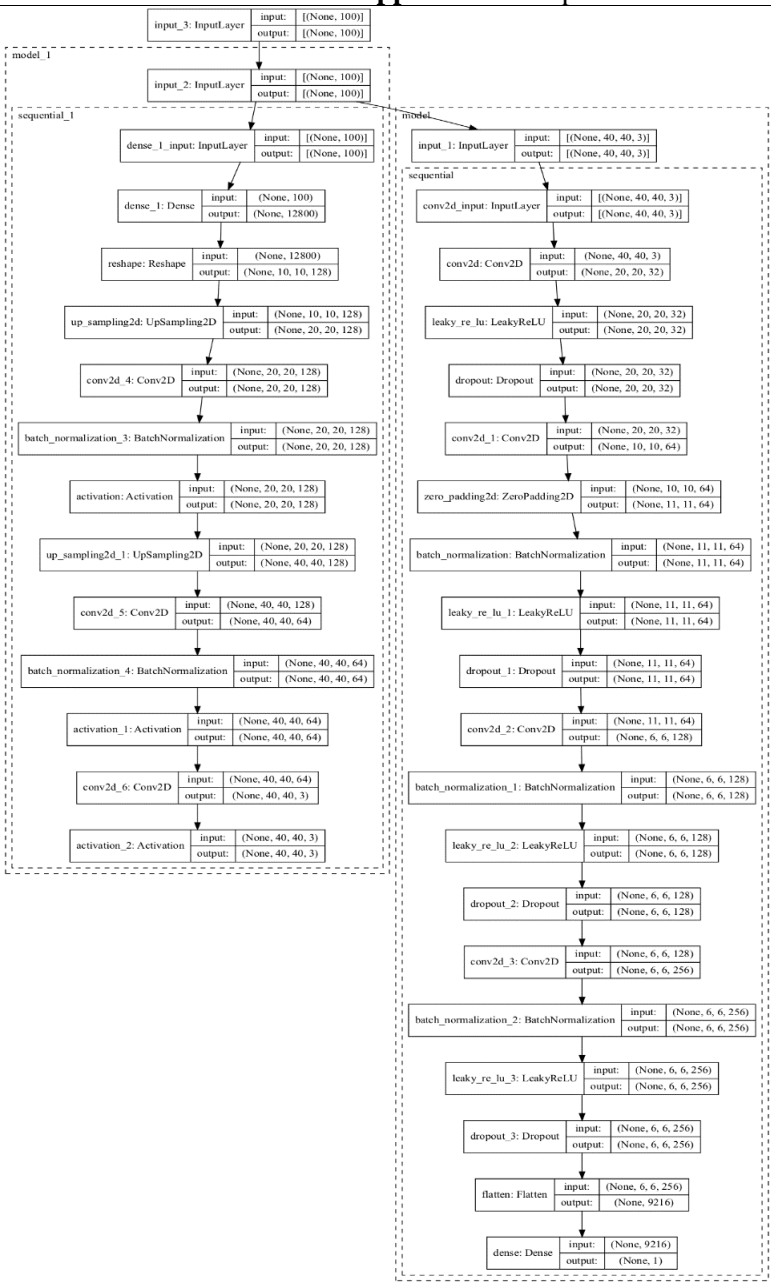 input_3: InputLayer input: [(None, 100)]
output: [(None, 100)]
model_1
input_2: InputLayer input: [(None, 100)]
output: [(None, 100)]
sequential_1
dense_1_input: InputLayer input: [(None, 100)]
output: [(None, 100)]
dense_1: Dense input: (None, 100)
output: (None, 12800)
reshape: Reshape input: (None, 12800)
output: (None, 10, 10, 128)
up_sampling2d: UpSampling2D input: (None, 10, 10, 128)
output: (None, 20, 20, 128)
conv2d_4: Conv2D input: (None, 20, 20, 128)
output: (None, 20, 20, 128)
batch_normalization_3: BatchNormalization input: (None, 20, 20, 128)
output: (None, 20, 20, 128)
activation: Activation input: (None, 20, 20, 128)
output: (None, 20, 20, 128)
up_sampling2d_1: UpSampling2D input: (None, 20, 20, 128)
output: (None, 40, 40, 128)
conv2d_5: Conv2D input: (None, 40, 40, 128)
output: (None, 40, 40, 64)
batch_normalization_4: BatchNormalization input: (None, 40, 40, 64)
output: (None, 40, 40, 64)
activation_1: Activation input: (None, 40, 40, 64)
output: (None, 40, 40, 64)
conv2d_6: Conv2D input: (None, 40, 40, 64)
output: (None, 40, 40, 3)
activation_2: Activation input: (None, 40, 40, 3)
output: (None, 40, 40, 3)
model
input_1: InputLayer input: [(None, 40, 40, 3)]
output: [(None, 40, 40, 3)]
sequential
conv2d_input: InputLayer input: [(None, 40, 40, 3)]
output: [(None, 40, 40, 3)]
conv2d: Conv2D input: (None, 40, 40, 3)
output: (None, 20, 20, 32)
leaky_re_lu: LeakyReLU input: (None, 20, 20, 32)
output: (None, 20, 20, 32)
dropout: Dropout input: (None, 20, 20, 32)
output: (None, 20, 20, 32)
conv2d_1: Conv2D input: (None, 20, 20, 32)
output: (None, 10, 10, 64)
zero_padding2d: ZeroPadding2D input: (None, 10, 10, 64)
output: (None, 11, 11, 64)
batch_normalization: BatchNormalization input: (None, 11, 11, 64)
output: (None, 11, 11, 64)
leaky_re_lu_1: LeakyReLU input: (None, 11, 11, 64)
output: (None, 11, 11, 64)
dropout_1: Dropout input: (None, 11, 11, 64)
output: (None, 11, 11, 64)
conv2d_2: Conv2D input: (None, 11, 11, 64)
output: (None, 6, 6, 128)
batch_normalization_1: BatchNormalization input: (None, 6, 6, 128)
output: (None, 6, 6, 128)
leaky_re_lu_2: LeakyReLU input: (None, 6, 6, 128)
output: (None, 6, 6, 128)
dropout_2: Dropout input: (None, 6, 6, 128)
output: (None, 6, 6, 128)
conv2d_3: Conv2D input: (None, 6, 6, 128)
output: (None, 6, 6, 256)
batch_normalization_2: BatchNormalization input: (None, 6, 6, 256)
output: (None, 6, 6, 256)
leaky_re_lu_3: LeakyReLU input: (None, 6, 6, 256)
output: (None, 6, 6, 256)
dropout_3: Dropout input: (None, 6, 6, 256)
output: (None, 6, 6, 256)
flatten: Flatten input: (None, 6, 6, 256)
output: (None, 9216)
dense: Dense input: (None, 9216)
output: (None, 1)